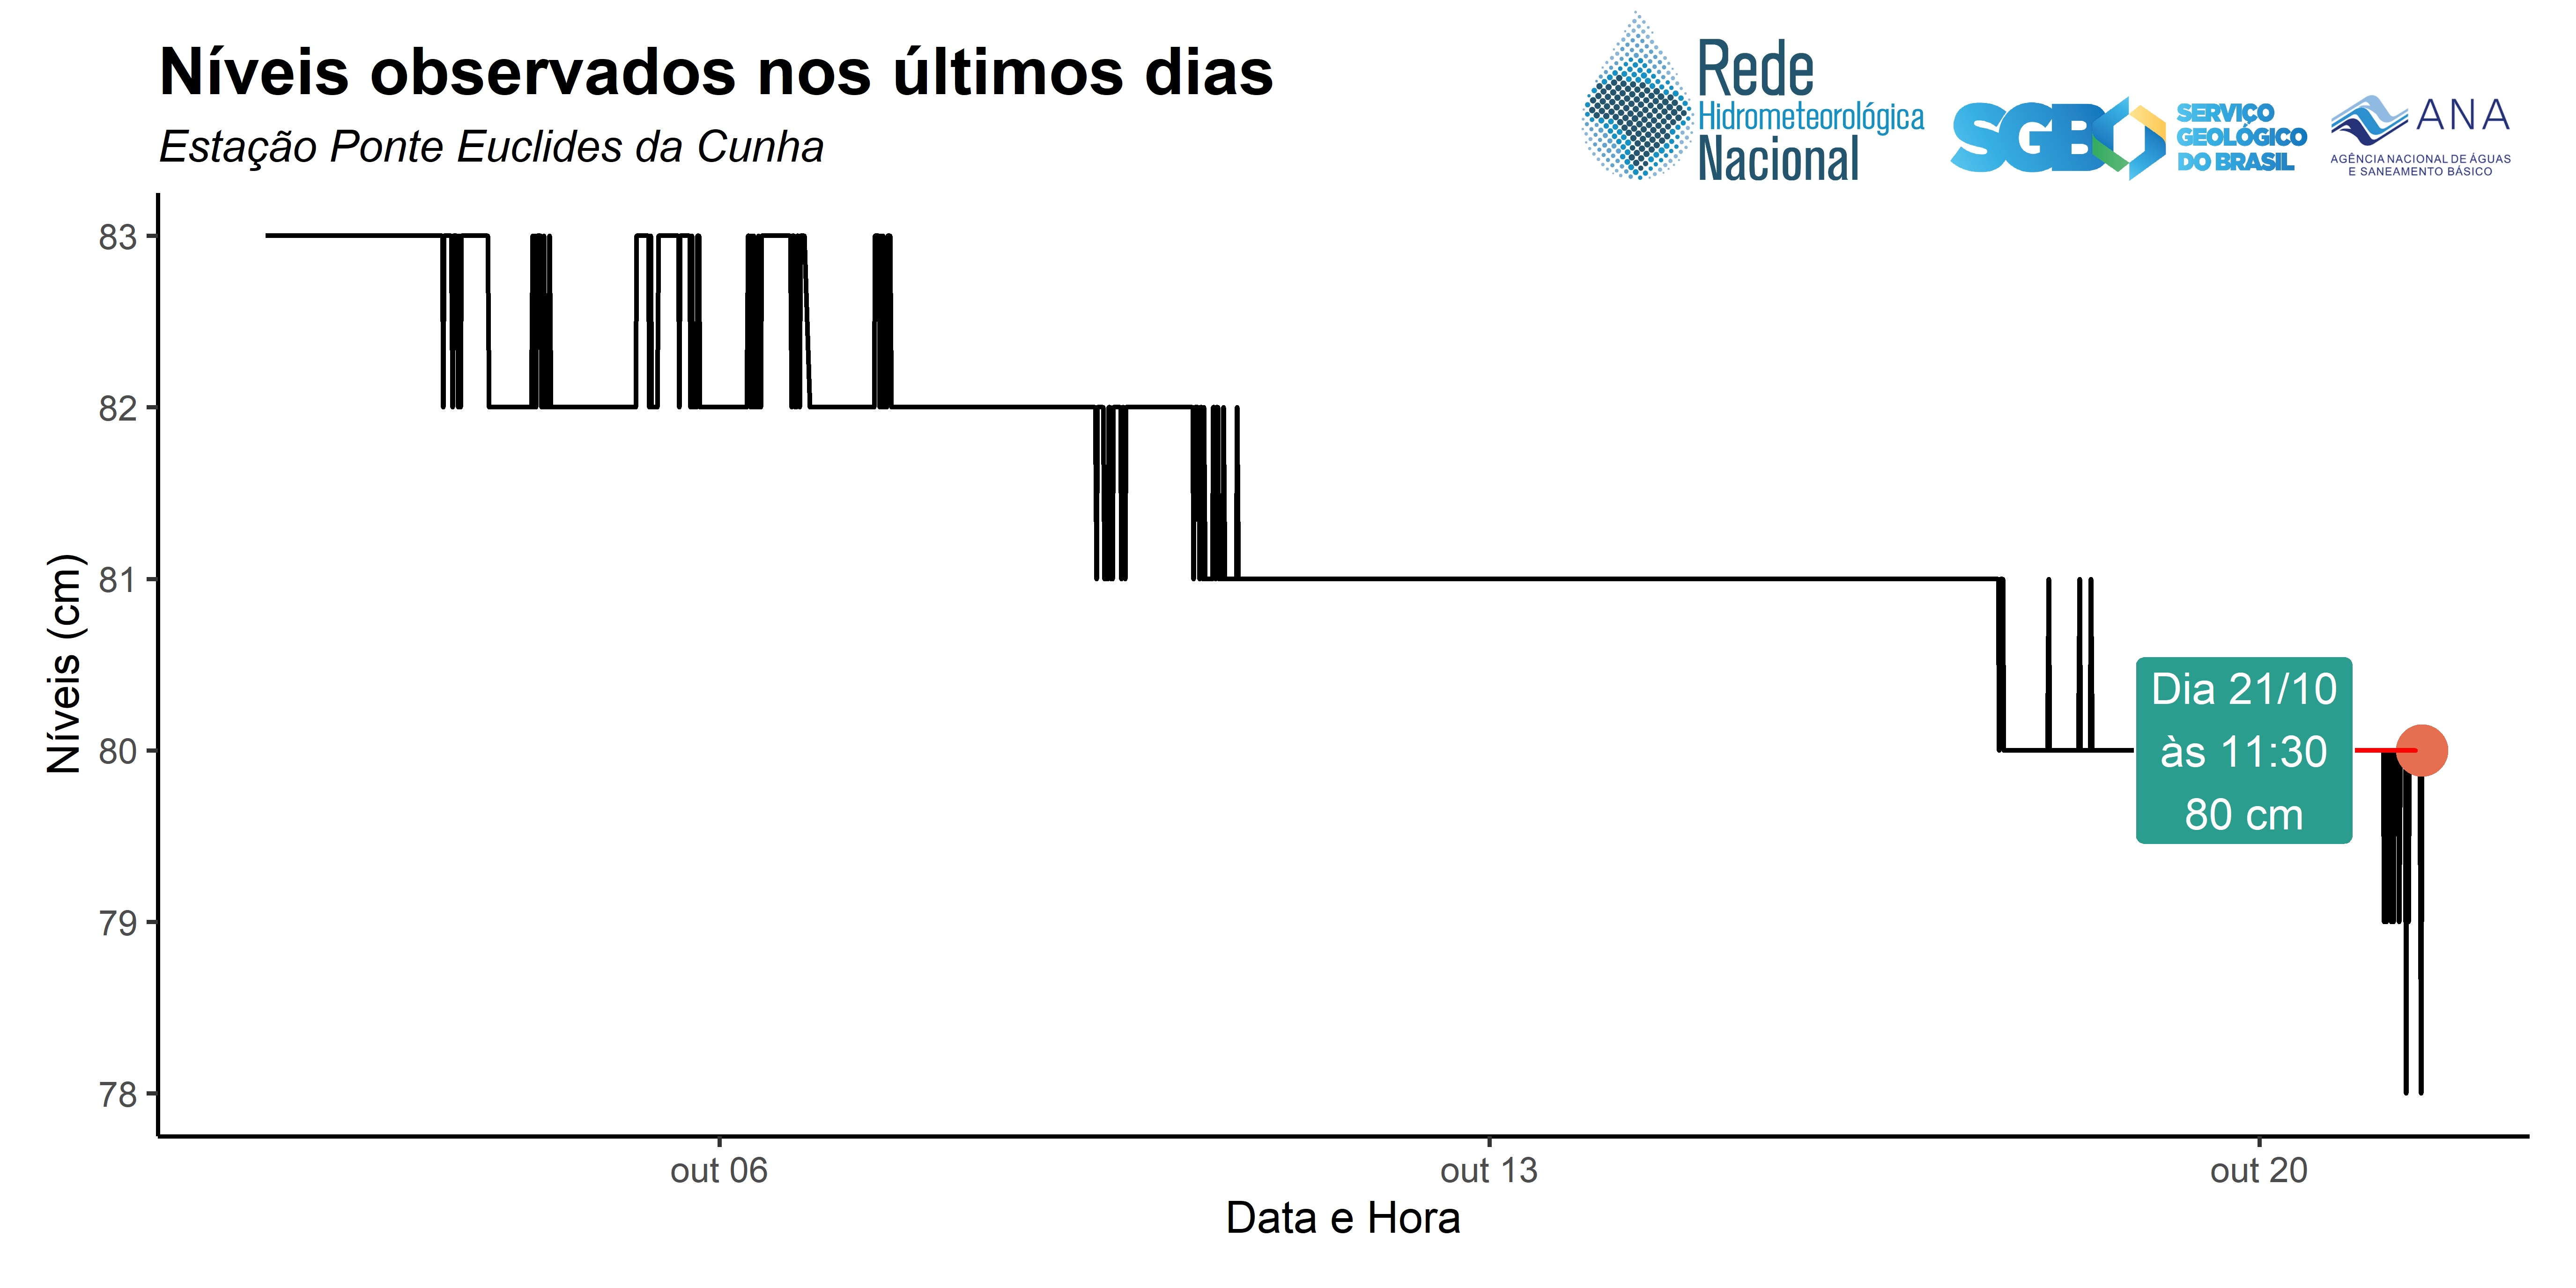 Níveis observados nos últimos dias
Estação Ponte Euclides da Cunha
Rede
Hidrometeorológica
Nacional
SGB
SERVIÇO
GEOLÓGICO
DO BRASIL
ANA
AGÊNCIA NACIONAL DE ÁGUAS
E SANEAMENTO BÁSICO
Níveis (cm)
83
82
81
80
79
78
Dia 21/10
às 11:30
80 cm
out 06
out 13
out 20
Data e Hora